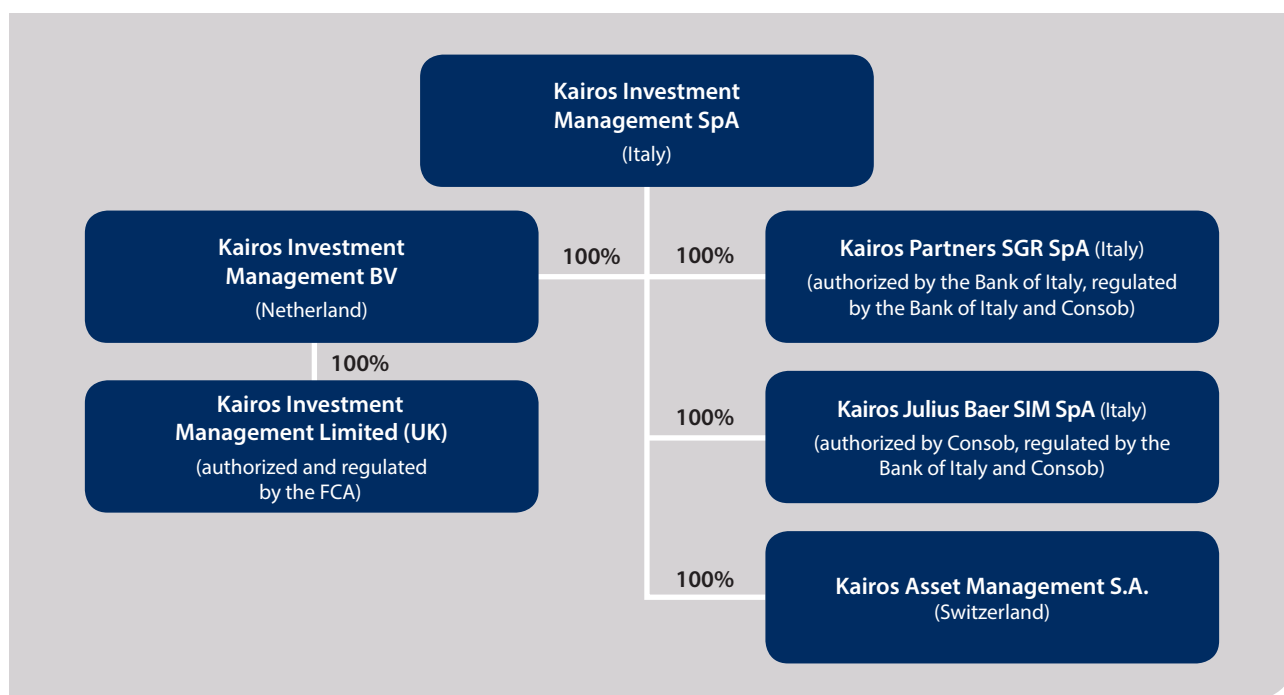 Kairos Investment
Management SpA
(Italy)
Kairos Investment
Management BV
(Netherland)
100%
100%
Kairos Partners SGR SpA (Italy)
(authorized by the Bank of Italy, regulated
by the Bank of Italy and Consob)
100%
Kairos Investment
Management Limited (UK)
(authorized and regulated
by the FCA)
100%
Kairos Julius Baer SIM SpA (Italy)
(authorized by Consob, regulated by the
Bank of Italy and Consob)
100%
Kairos Asset Management S.A.
(Switzerland)